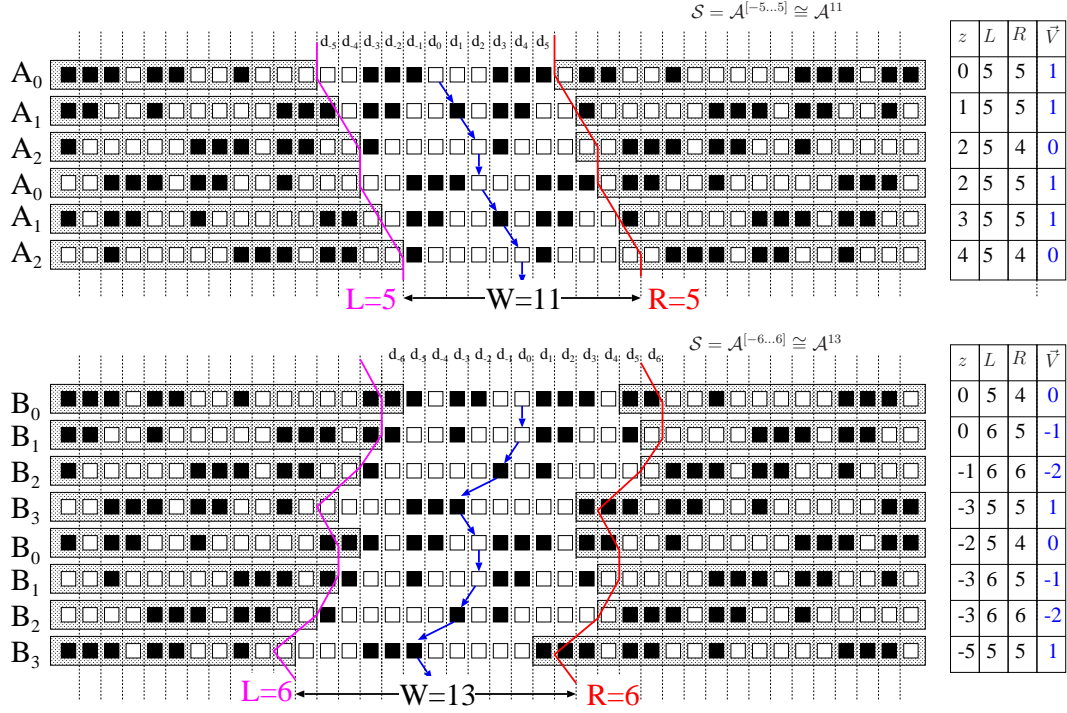 𝒮 = 𝒜^[−5...5] ≅ 𝒜^11
d₋₅ d₋₄ d₋₃ d₋₂ d₋₁ d₀ d₁ d₂ d₃ d₄ d₅
z L R V⃗
A₀ 0 5 5 1
A₁ 1 5 5 1
A₂ 2 5 4 0
A₀ 2 5 5 1
A₁ 3 5 5 1
A₂ 4 5 4 0
L=5 W=11 R=5
𝒮 = 𝒜^[−6...6] ≅ 𝒜^13
d₋₆ d₋₅ d₋₄ d₋₃ d₋₂ d₋₁ d₀ d₁ d₂ d₃ d₄ d₅ d₆
z L R V⃗
B₀ 0 5 4 0
B₁ 0 6 5 -1
B₂ -1 6 6 -2
B₃ -3 5 5 1
B₀ -2 5 4 0
B₁ -3 6 5 -1
B₂ -3 6 6 -2
B₃ -5 5 5 1
L=6 W=13 R=6